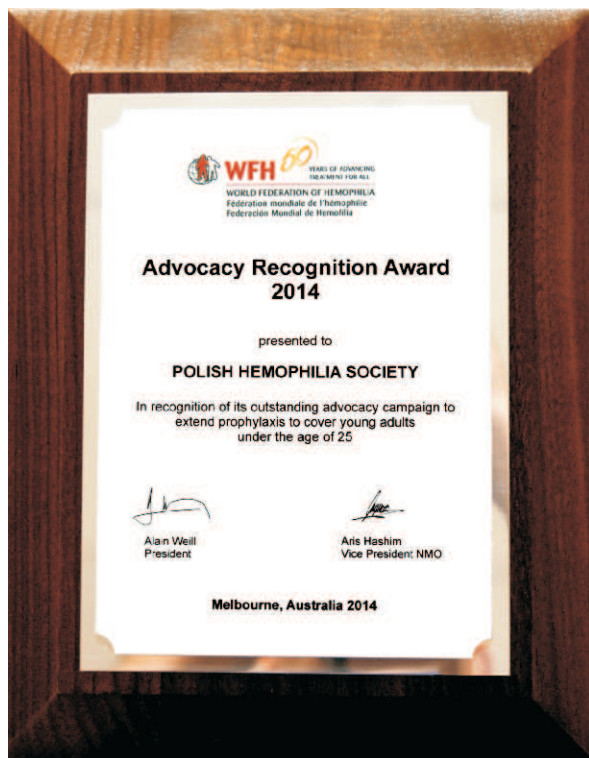 WFH 50 YEARS OF ADVANCING
TREATMENT FOR ALL
WORLD FEDERATION OF HEMOPHILIA
Fédération mondiale de l'hémophilie
Federación Mundial de Hemofilia
Advocacy Recognition Award
2014
presented to
POLISH HEMOPHILIA SOCIETY
In recognition of its outstanding advocacy campaign to
extend prophylaxis to cover young adults
under the age of 25
Alain Weill
President
Aris Hashim
Vice President NMO
Melbourne, Australia 2014